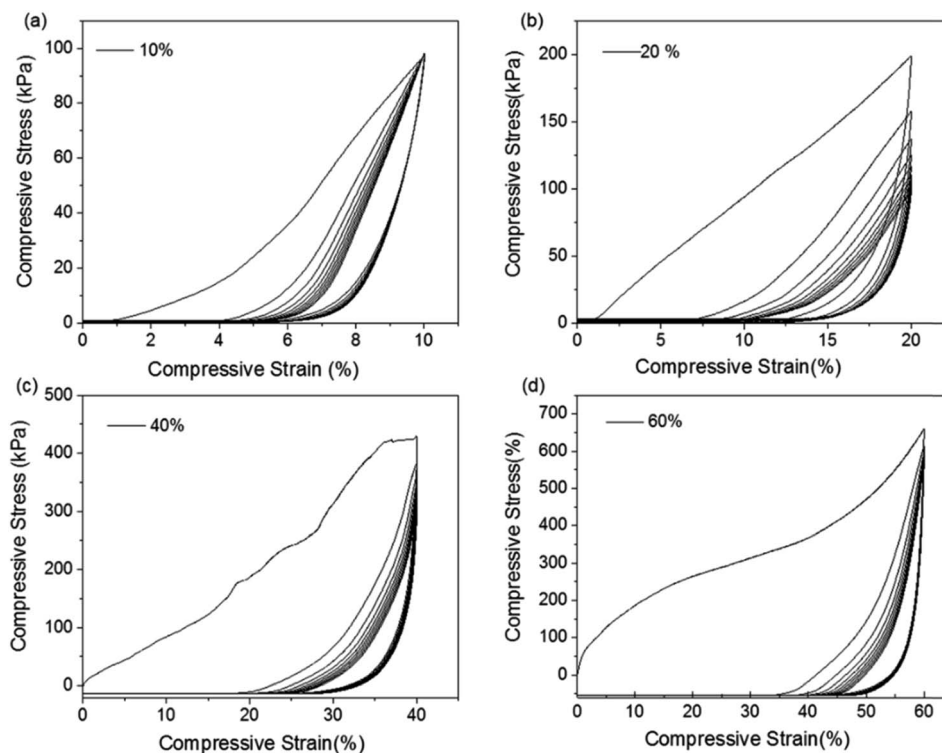 (a)
10%
Compressive Stress (kPa)
100
80
60
40
20
0
0 2 4 6 8 10
Compressive Strain (%)
(b)
20 %
Compressive Stress(kPa)
200
150
100
50
0
0 5 10 15 20
Compressive Strain(%)
(c)
40%
Compressive Stress (kPa)
500
400
300
200
100
0
0 10 20 30 40
Compressive Strain(%)
(d)
60%
Compressive Stress(%)
700
600
500
400
300
200
100
0
0 10 20 30 40 50 60
Compressive Strain(%)